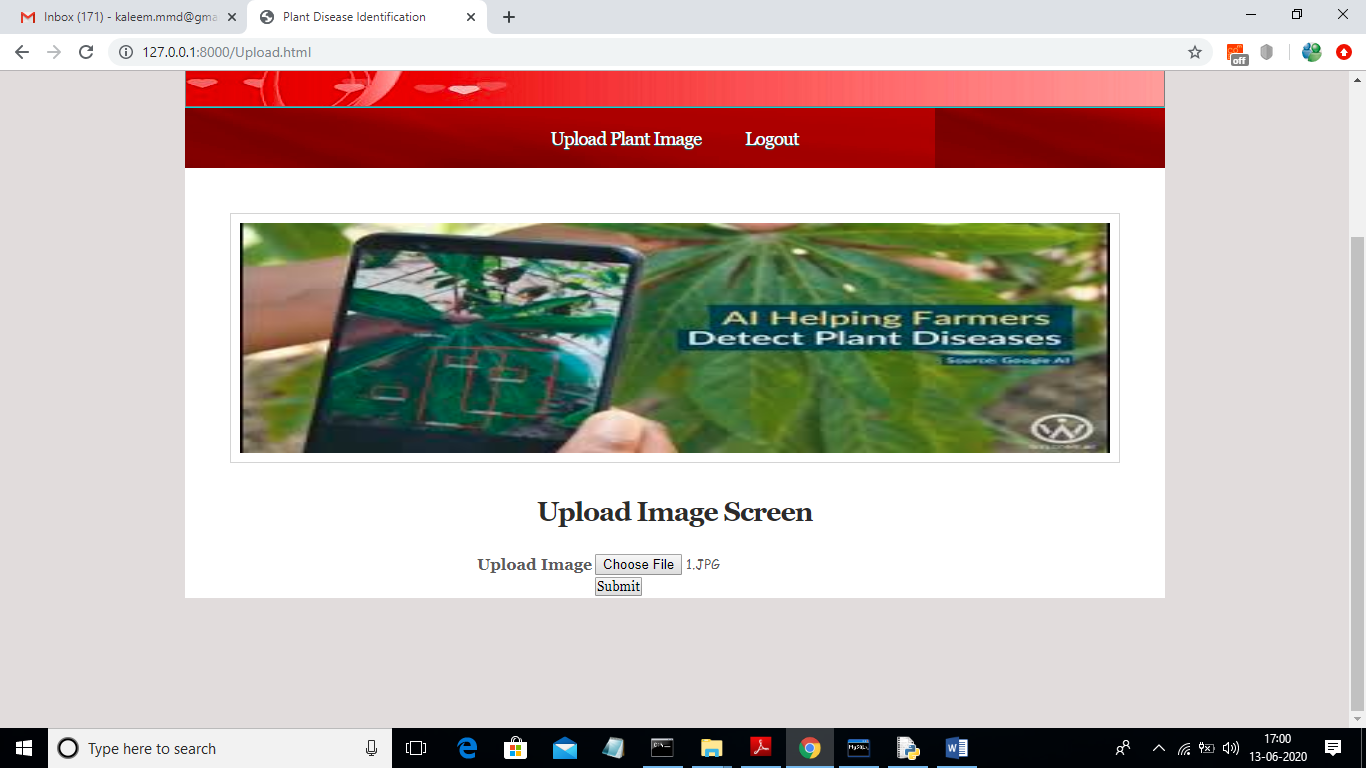 Inbox (171) - kaleem.mmd@gma
Plant Disease Identification
127.0.0.1:8000/Upload.html
off
Upload Plant Image
Logout
AI Helping Farmers
Detect Plant Diseases
Source: Google AI
Upload Image Screen
Upload Image Choose File 1.JPG
Submit
Type here to search
17:00
13-06-2020